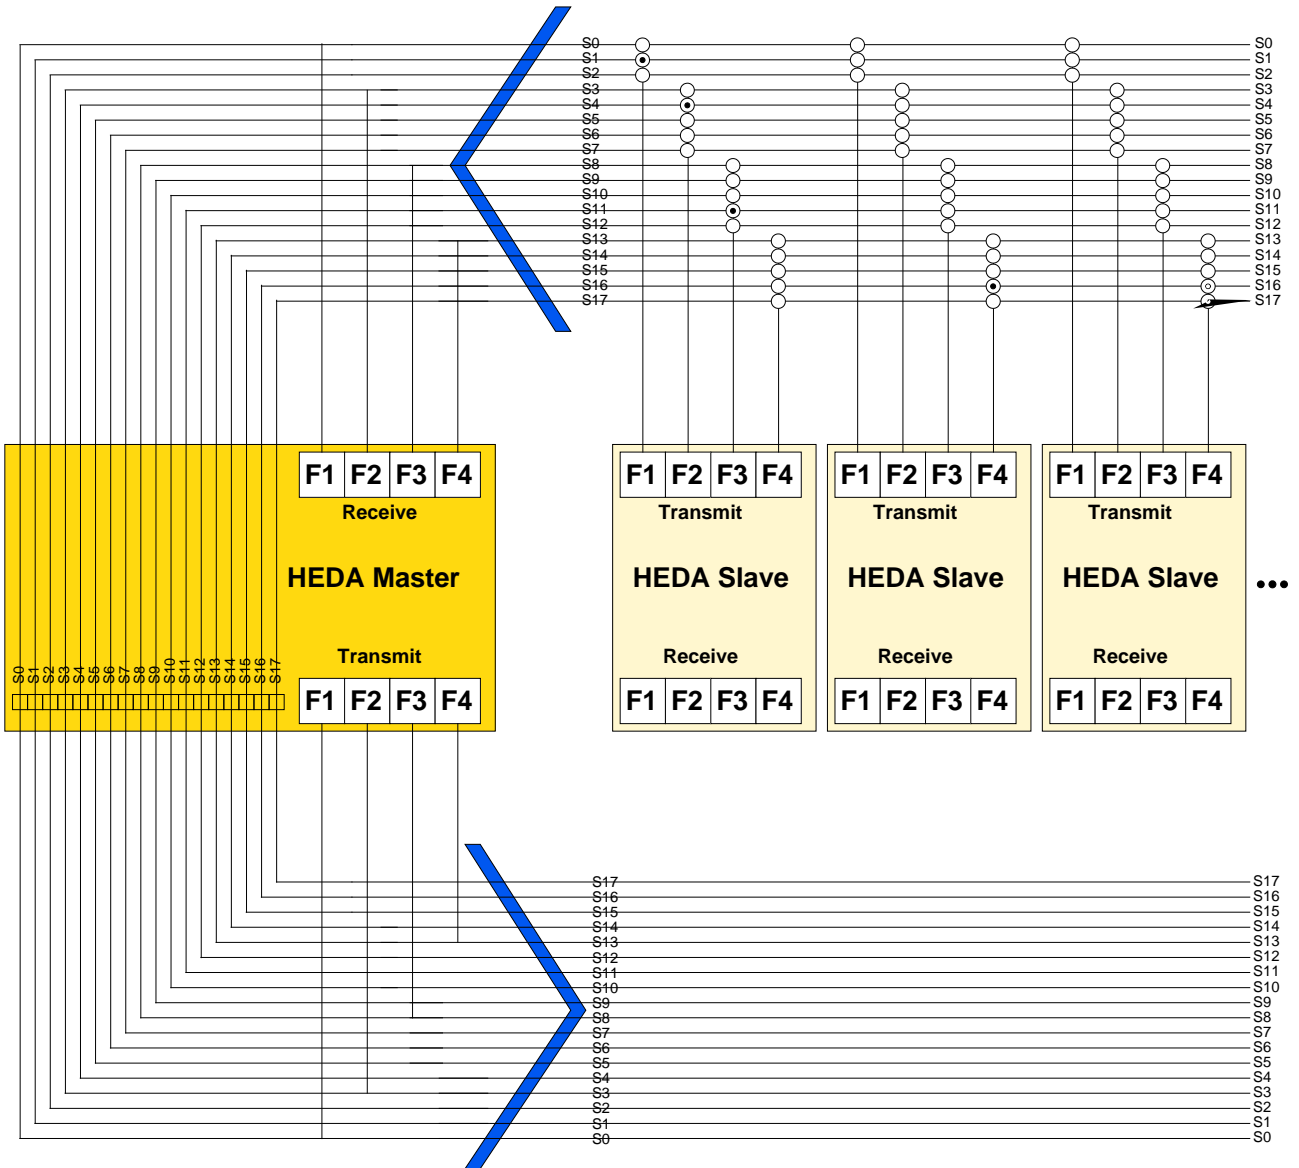 S0 S0
S1 S1
S2 S2
S3 S3
S4 S4
S5 S5
S6 S6
S7 S7
S8 S8
S9 S9
S10 S10
S11 S11
S12 S12
S13 S13
S14 S14
S15 S15
S16 S16
S17 S17
F1 F2 F3 F4 F1 F2 F3 F4 F1 F2 F3 F4 F1 F2 F3 F4
Receive Transmit Transmit Transmit
HEDA Master HEDA Slave HEDA Slave HEDA Slave ...
Transmit Receive Receive Receive
S0 S1 S2 S3 S4 S5 S6 S7 S8 S9 S10 S11 S12 S13 S14 S15 S16 S17
F1 F2 F3 F4 F1 F2 F3 F4 F1 F2 F3 F4 F1 F2 F3 F4
S17 S17
S16 S16
S15 S15
S14 S14
S13 S13
S12 S12
S11 S11
S10 S10
S9 S9
S8 S8
S7 S7
S6 S6
S5 S5
S4 S4
S3 S3
S2 S2
S1 S1
S0 S0